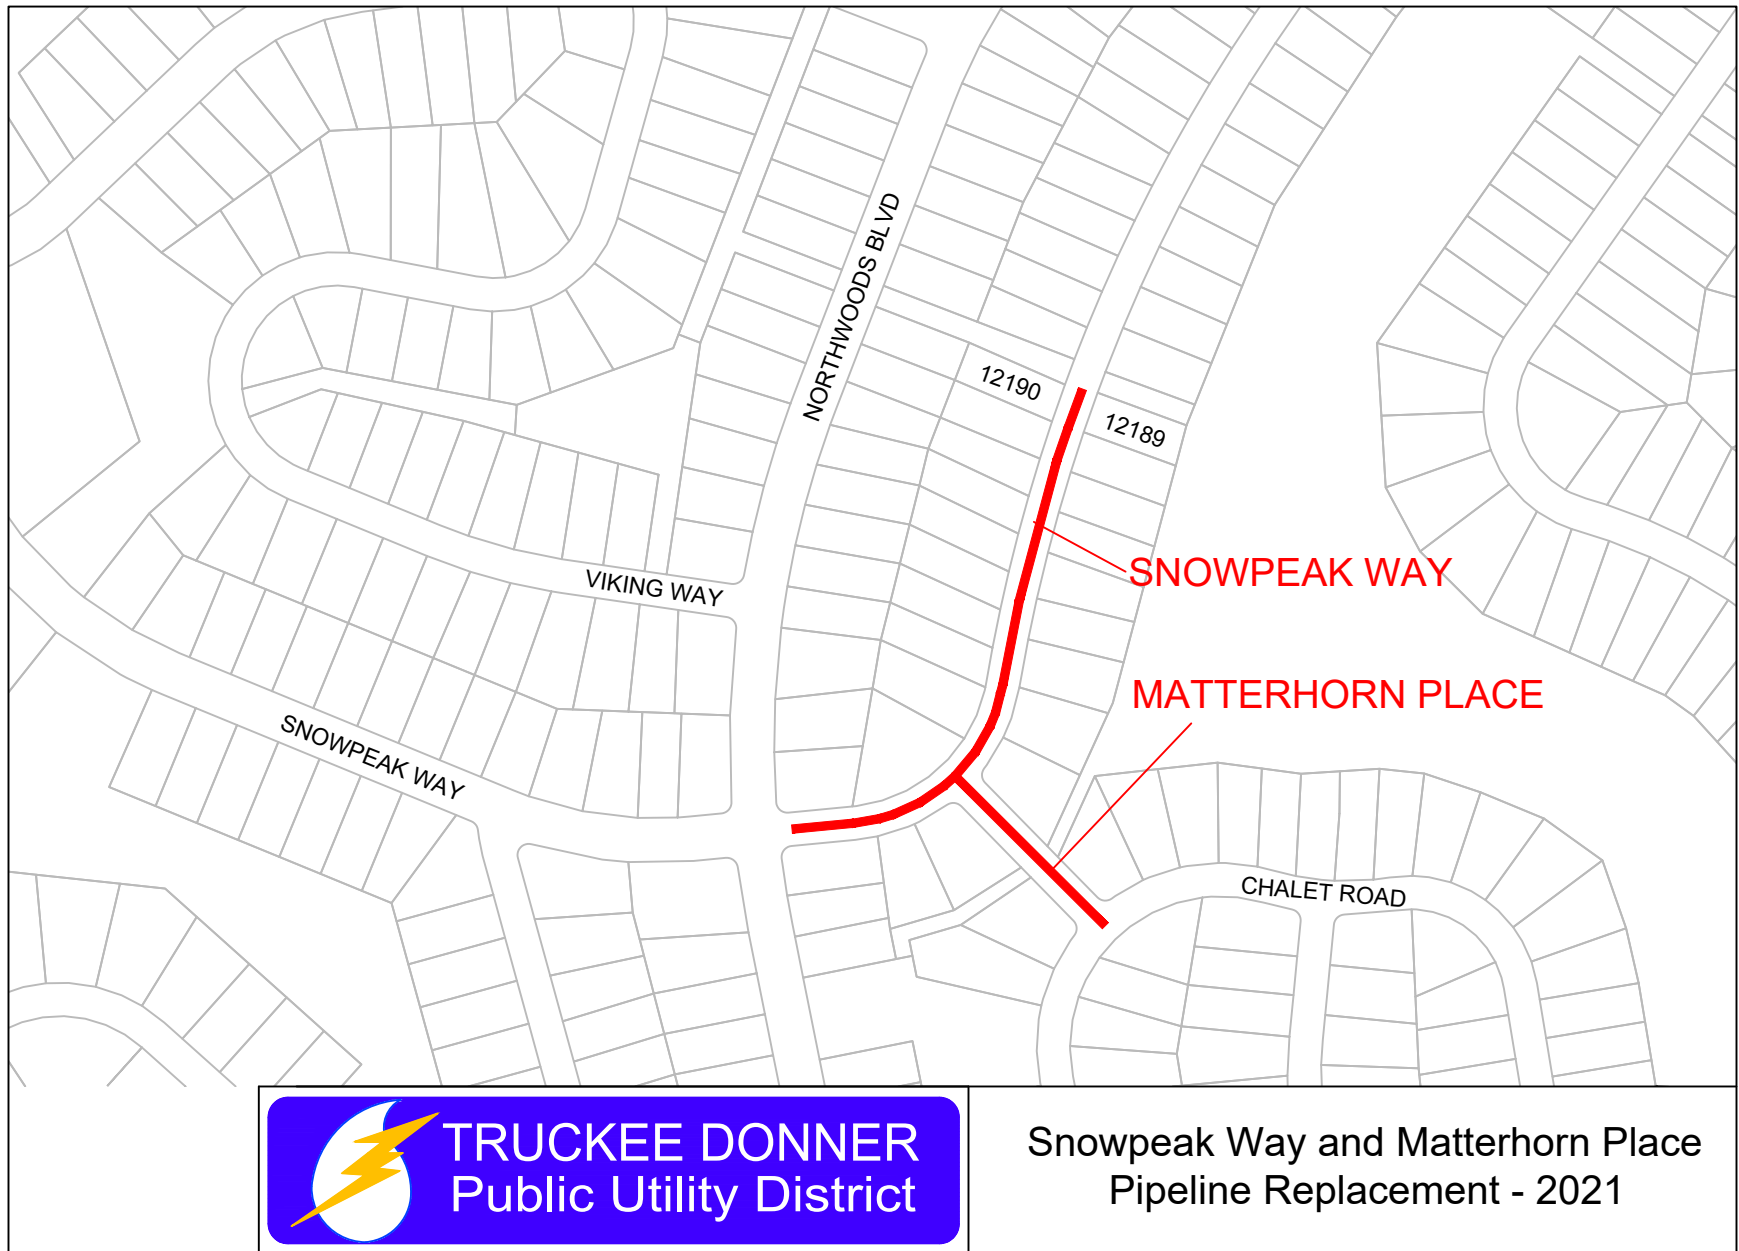 NORTHWOODS BLVD
12190
12189
SNOWPEAK WAY
VIKING WAY
MATTERHORN PLACE
SNOWPEAK WAY
CHALET ROAD
TRUCKEE DONNER
Public Utility District
Snowpeak Way and Matterhorn Place
Pipeline Replacement - 2021